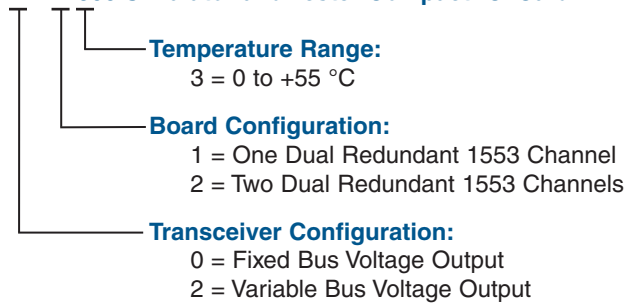 Temperature Range:
3 = 0 to +55 °C
Board Configuration:
1 = One Dual Redundant 1553 Channel
2 = Two Dual Redundant 1553 Channels
Transceiver Configuration:
0 = Fixed Bus Voltage Output
2 = Variable Bus Voltage Output